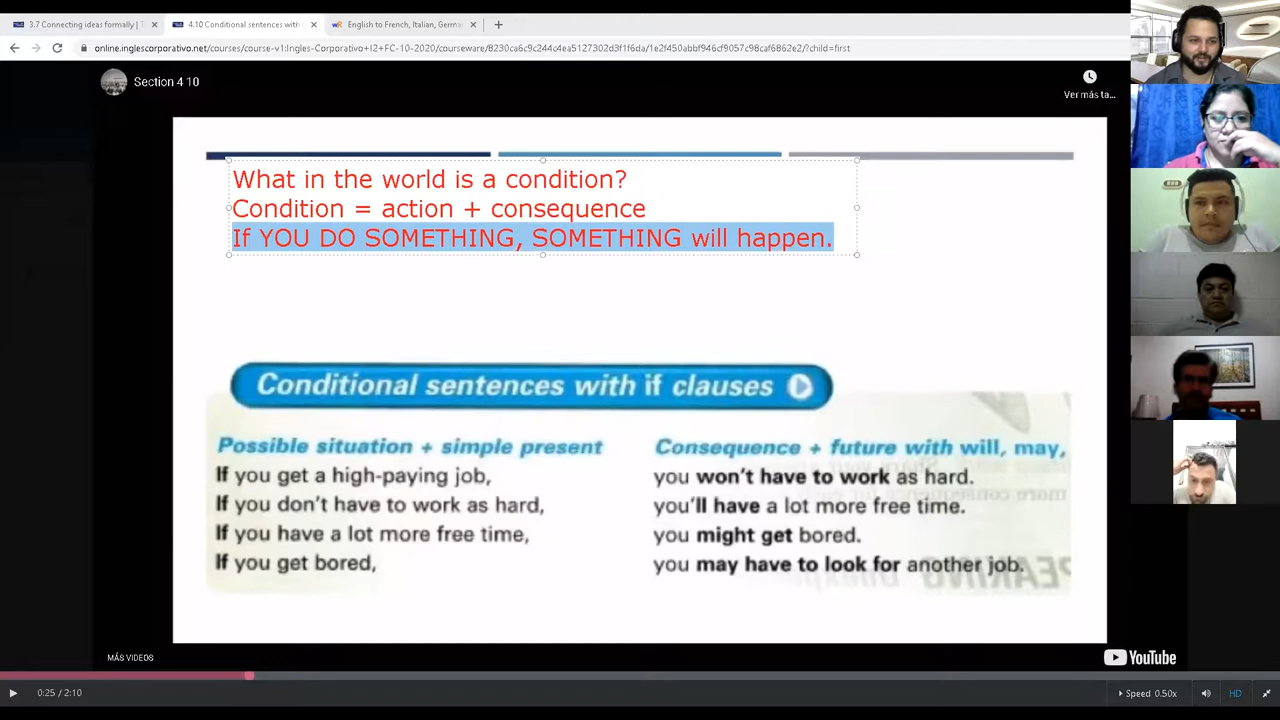 3.7 Connecting ideas formally | T
4.10 Conditional sentences with
English to French, Italian, German
online.inglescorporativo.net/courses/course-v1:Ingles-Corporativo+I2+FC-10-2020/courseware/8230ca6c9c244c4ea5127302d3f1f6da/1e2f450abbf946cf9057c98caf6862e2/?child=first
Section 4 10
Ver más ta...
What in the world is a condition?
Condition = action + consequence
If YOU DO SOMETHING, SOMETHING will happen.
Conditional sentences with if clauses
Possible situation + simple present
Consequence + future with will, may,
If you get a high-paying job,
you won't have to work as hard.
If you don't have to work as hard,
you'll have a lot more free time.
If you have a lot more free time,
you might get bored.
If you get bored,
you may have to look for another job.
MÁS VIDEOS
YouTube
0:25 / 2:10
Speed 0.50x
HD